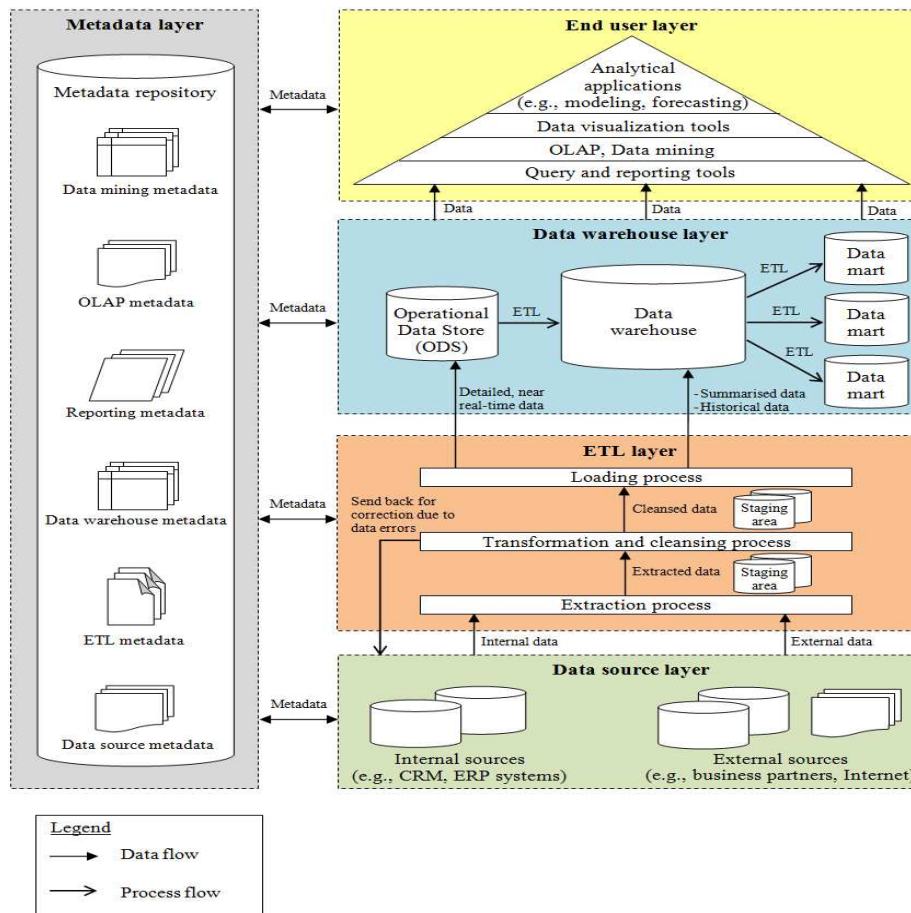 Metadata layer
Metadata repository
Data mining metadata
OLAP metadata
Reporting metadata
Data warehouse metadata
ETL metadata
Data source metadata
Metadata
Metadata
Metadata
Metadata
End user layer
Analytical
applications
(e.g., modeling, forecasting)
Data visualization tools
OLAP, Data mining
Query and reporting tools
Data
Data
Data
Data warehouse layer
Operational
Data Store
(ODS)
ETL
Data
warehouse
ETL
ETL
ETL
Data
mart
Data
mart
Data
mart
Detailed, near
real-time data
- Summarised data
- Historical data
ETL layer
Loading process
Send back for
correction due to
data errors
Cleansed data
Staging
area
Transformation and cleansing process
Extracted data
Staging
area
Extraction process
Internal data
External data
Data source layer
Internal sources
(e.g., CRM, ERP systems)
External sources
(e.g., business partners, Internet)
Legend
Data flow
Process flow